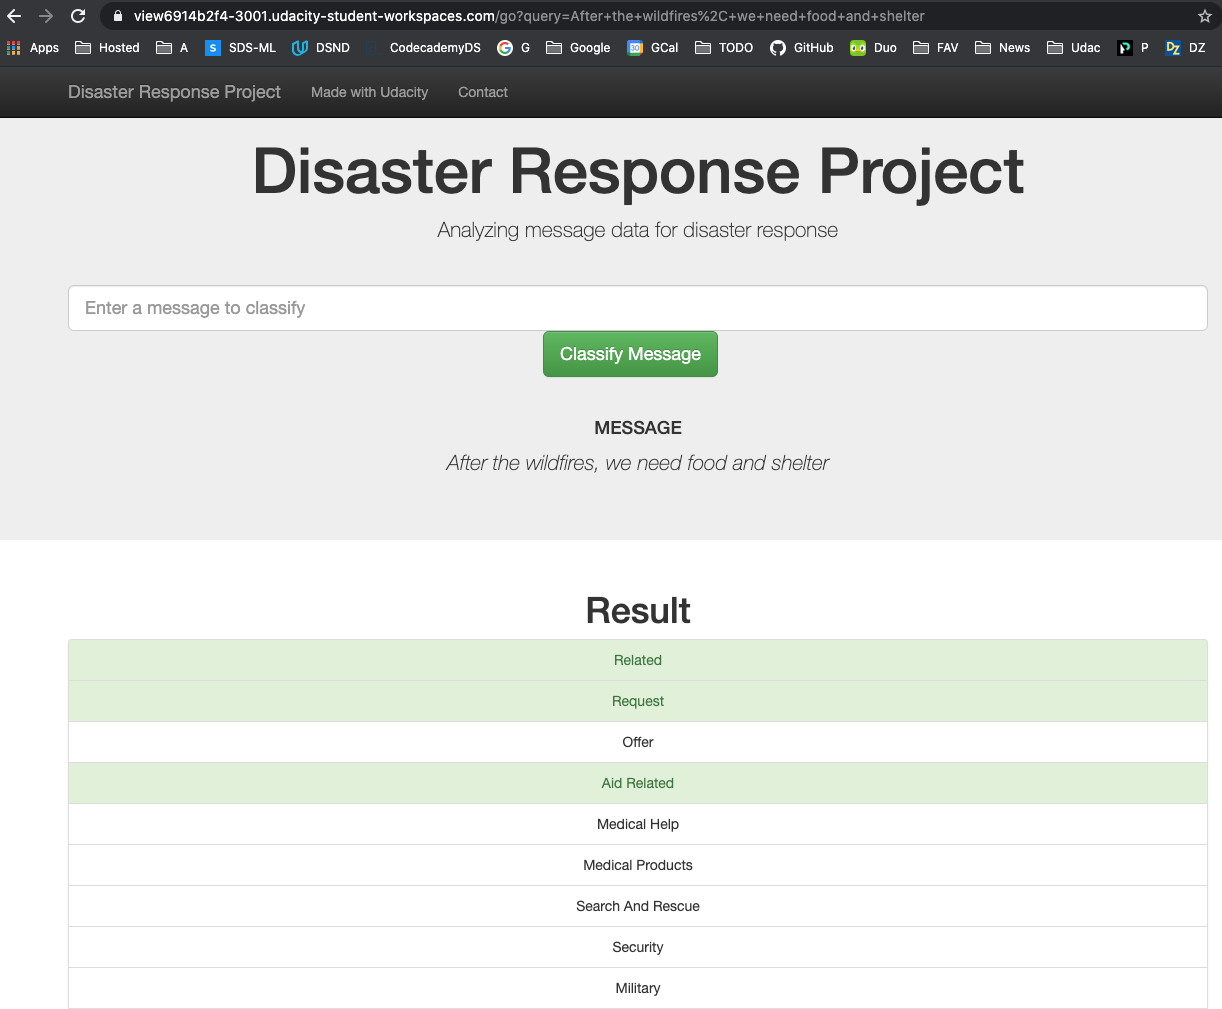 view6914b2f4-3001.udacity-student-workspaces.com/go?query=After+the+wildfires%2C+we+need+food+and+shelter
Apps Hosted A S SDS-ML DSND CodecademyDS G G Google 30 GCal TODO GitHub Duo FAV News Udac P P DZ DZ
Disaster Response Project Made with Udacity Contact
Disaster Response Project
Analyzing message data for disaster response
Enter a message to classify
Classify Message
MESSAGE
After the wildfires, we need food and shelter
Result
Related
Request
Offer
Aid Related
Medical Help
Medical Products
Search And Rescue
Security
Military